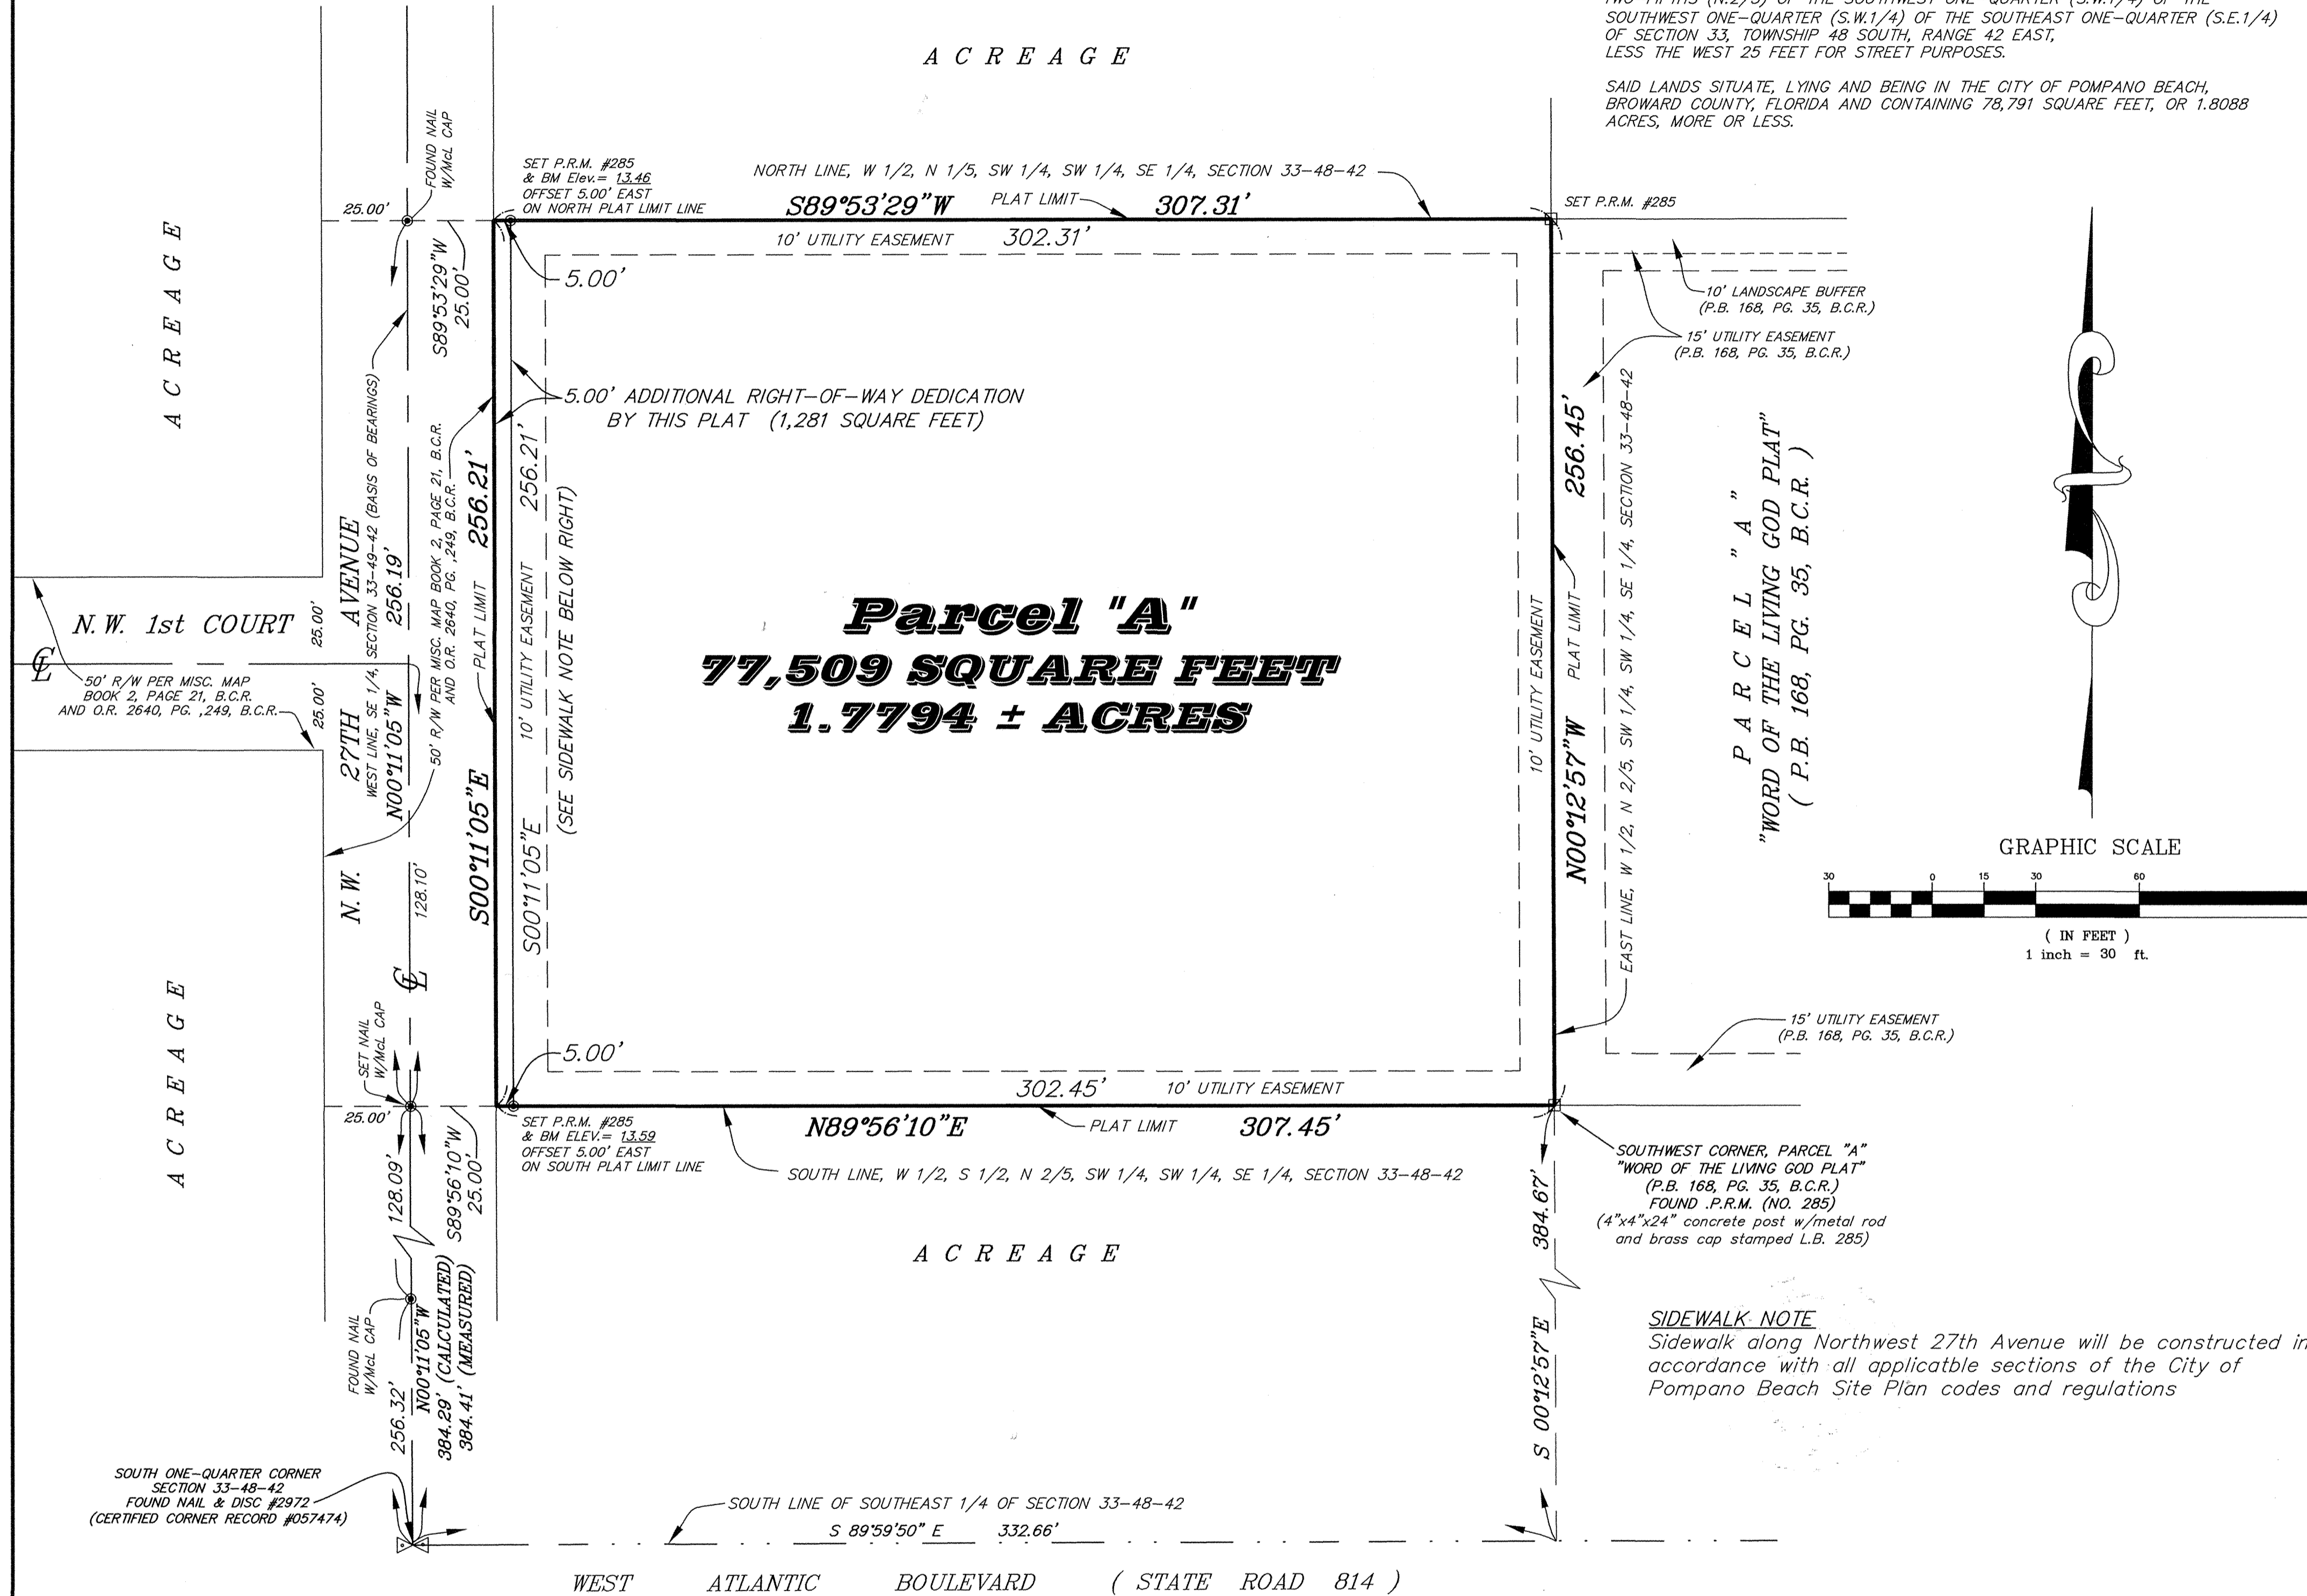 SOUTHWEST ONE-QUARTER (S.W.1/4) OF THE SOUTHEAST ONE-QUARTER (S.E.1/4)
OF SECTION 33, TOWNSHIP 48 SOUTH, RANGE 42 EAST,
LESS THE WEST 25 FEET FOR STREET PURPOSES.
SAID LANDS SITUATE, LYING AND BEING IN THE CITY OF POMPANO BEACH,
BROWARD COUNTY, FLORIDA AND CONTAINING 78,791 SQUARE FEET, OR 1.8088
ACRES, MORE OR LESS.
ACREAGE
FOUND NAIL
W/McL CAP
SET P.R.M. #285
& BM Elev.= 13.46
OFFSET 5.00' EAST
ON NORTH PLAT LIMIT LINE
NORTH LINE, W 1/2, N 1/5, SW 1/4, SW 1/4, SE 1/4, SECTION 33-48-42
S89°53'29"W
PLAT LIMIT
307.31'
SET P.R.M. #285
25.00'
10' UTILITY EASEMENT
302.31'
S89°53'29"W
25.00'
5.00'
10' LANDSCAPE BUFFER
(P.B. 168, PG. 35, B.C.R.)
15' UTILITY EASEMENT
(P.B. 168, PG. 35, B.C.R.)
ACREAGE
5.00' ADDITIONAL RIGHT-OF-WAY DEDICATION
BY THIS PLAT (1,281 SQUARE FEET)
N.W. 27TH AVENUE
WEST LINE, SE 1/4, SECTION 33-49-42 (BASIS OF BEARINGS)
N00°11'05"W 256.19'
50' R/W PER MISC. MAP BOOK 2, PAGE 21, B.C.R.
AND O.R. 2640, PG. ,249, B.C.R.
S00°11'05"E PLAT LIMIT 256.21'
S00°11'05"E 10' UTILITY EASEMENT 256.21'
(SEE SIDEWALK NOTE BELOW RIGHT)
Parcel "A"
77,509 SQUARE FEET
1.7794 ± ACRES
10' UTILITY EASEMENT
N00°12'57"W PLAT LIMIT 256.45'
EAST LINE, W 1/2, N 2/5, SW 1/4, SW 1/4, SE 1/4, SECTION 33-48-42
PARCEL "A"
"WORD OF THE LIVING GOD PLAT"
( P.B. 168, PG. 35, B.C.R. )
N.W. 1st COURT
25.00'
25.00'
CL
50' R/W PER MISC. MAP
BOOK 2, PAGE 21, B.C.R.
AND O.R. 2640, PG. ,249, B.C.R.
128.10'
CL
GRAPHIC SCALE
30 0 15 30 60
( IN FEET )
1 inch = 30 ft.
ACREAGE
SET NAIL
W/McL CAP
15' UTILITY EASEMENT
(P.B. 168, PG. 35, B.C.R.)
5.00'
302.45'
10' UTILITY EASEMENT
25.00'
SET P.R.M. #285
& BM ELEV.= 13.59
OFFSET 5.00' EAST
ON SOUTH PLAT LIMIT LINE
N89°56'10"E
PLAT LIMIT
307.45'
SOUTH LINE, W 1/2, S 1/2, N 2/5, SW 1/4, SW 1/4, SE 1/4, SECTION 33-48-42
SOUTHWEST CORNER, PARCEL "A"
"WORD OF THE LIVING GOD PLAT"
(P.B. 168, PG. 35, B.C.R.)
FOUND .P.R.M. (NO. 285)
(4"x4"x24" concrete post w/metal rod
and brass cap stamped L.B. 285)
128.09'
S89°56'10"W
25.00'
ACREAGE
S 00°12'57"E 384.67'
FOUND NAIL
W/McL CAP
256.32'
N00°11'05"W
384.29' (CALCULATED)
384.41' (MEASURED)
SIDEWALK NOTE
Sidewalk along Northwest 27th Avenue will be constructed in
accordance with all applicatble sections of the City of
Pompano Beach Site Plan codes and regulations
SOUTH ONE-QUARTER CORNER
SECTION 33-48-42
FOUND NAIL & DISC #2972
(CERTIFIED CORNER RECORD #057474)
SOUTH LINE OF SOUTHEAST 1/4 OF SECTION 33-48-42
S 89°59'50" E 332.66'
WEST ATLANTIC BOULEVARD ( STATE ROAD 814 )